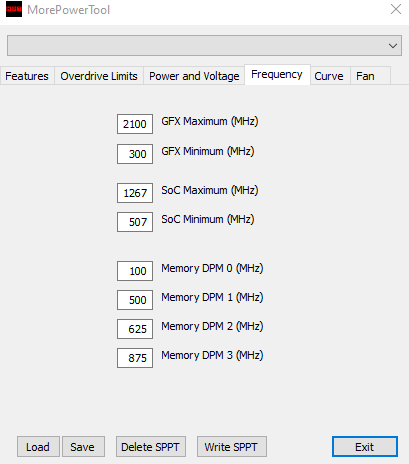 MorePowerTool
Features Overdrive Limits Power and Voltage Frequency Curve Fan
2100 GFX Maximum (MHz)
300 GFX Minimum (MHz)
1267 SoC Maximum (MHz)
507 SoC Minimum (MHz)
100 Memory DPM 0 (MHz)
500 Memory DPM 1 (MHz)
625 Memory DPM 2 (MHz)
875 Memory DPM 3 (MHz)
Load Save Delete SPPT Write SPPT Exit